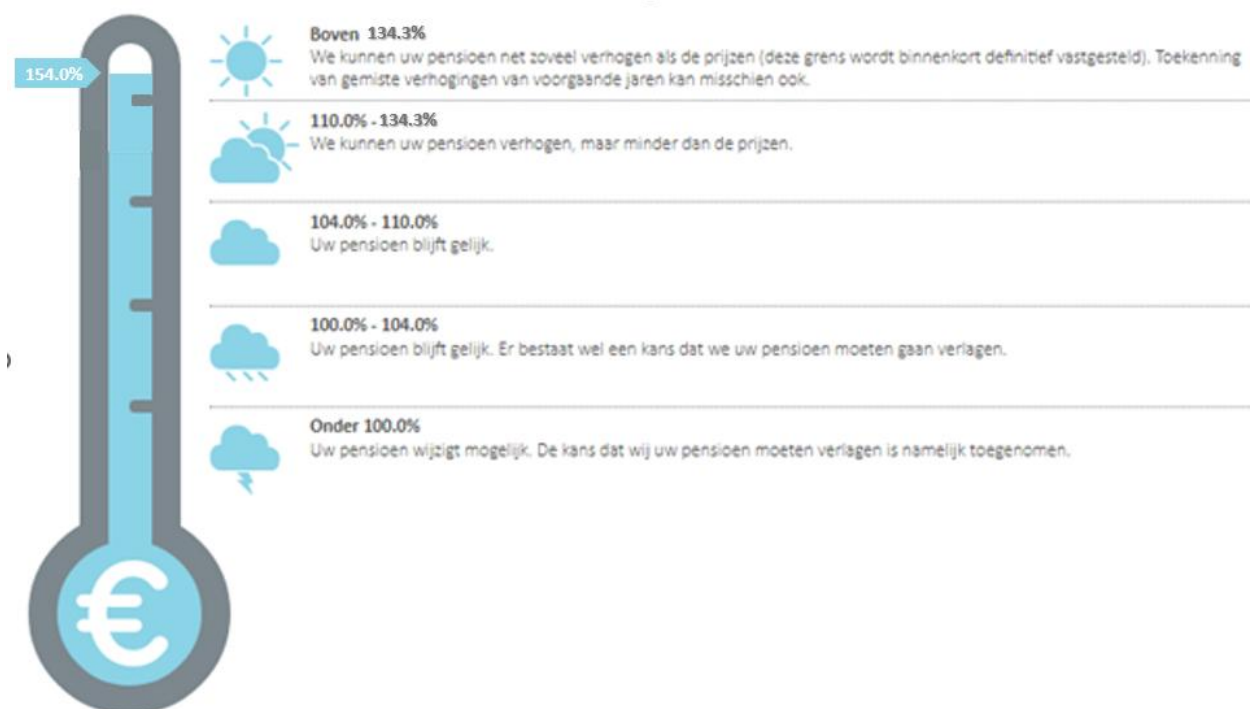 154.0%
Boven 134.3%
We kunnen uw pensioen net zoveel verhogen als de prijzen (deze grens wordt binnenkort definitief vastgesteld). Toekenning
van gemiste verhogingen van voorgaande jaren kan misschien ook.
110.0% - 134.3%
We kunnen uw pensioen verhogen, maar minder dan de prijzen.
104.0% - 110.0%
Uw pensioen blijft gelijk.
100.0% - 104.0%
Uw pensioen blijft gelijk. Er bestaat wel een kans dat we uw pensioen moeten gaan verlagen.
Onder 100.0%
Uw pensioen wijzigt mogelijk. De kans dat wij uw pensioen moeten verlagen is namelijk toegenomen.
€